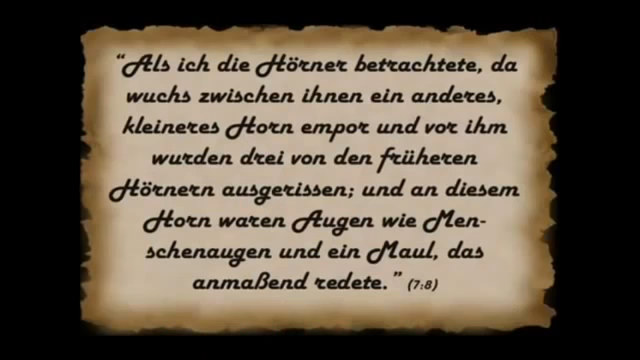 “Als ich die Hörner betrachtete, da
wuchs zwischen ihnen ein anderes,
kleineres Horn empor und vor ihm
wurden drei von den früheren
Hörnern ausgerissen; und an diesem
Horn waren Augen wie Men-
schenaugen und ein Maul, das
anmaßend redete.” (7:8)